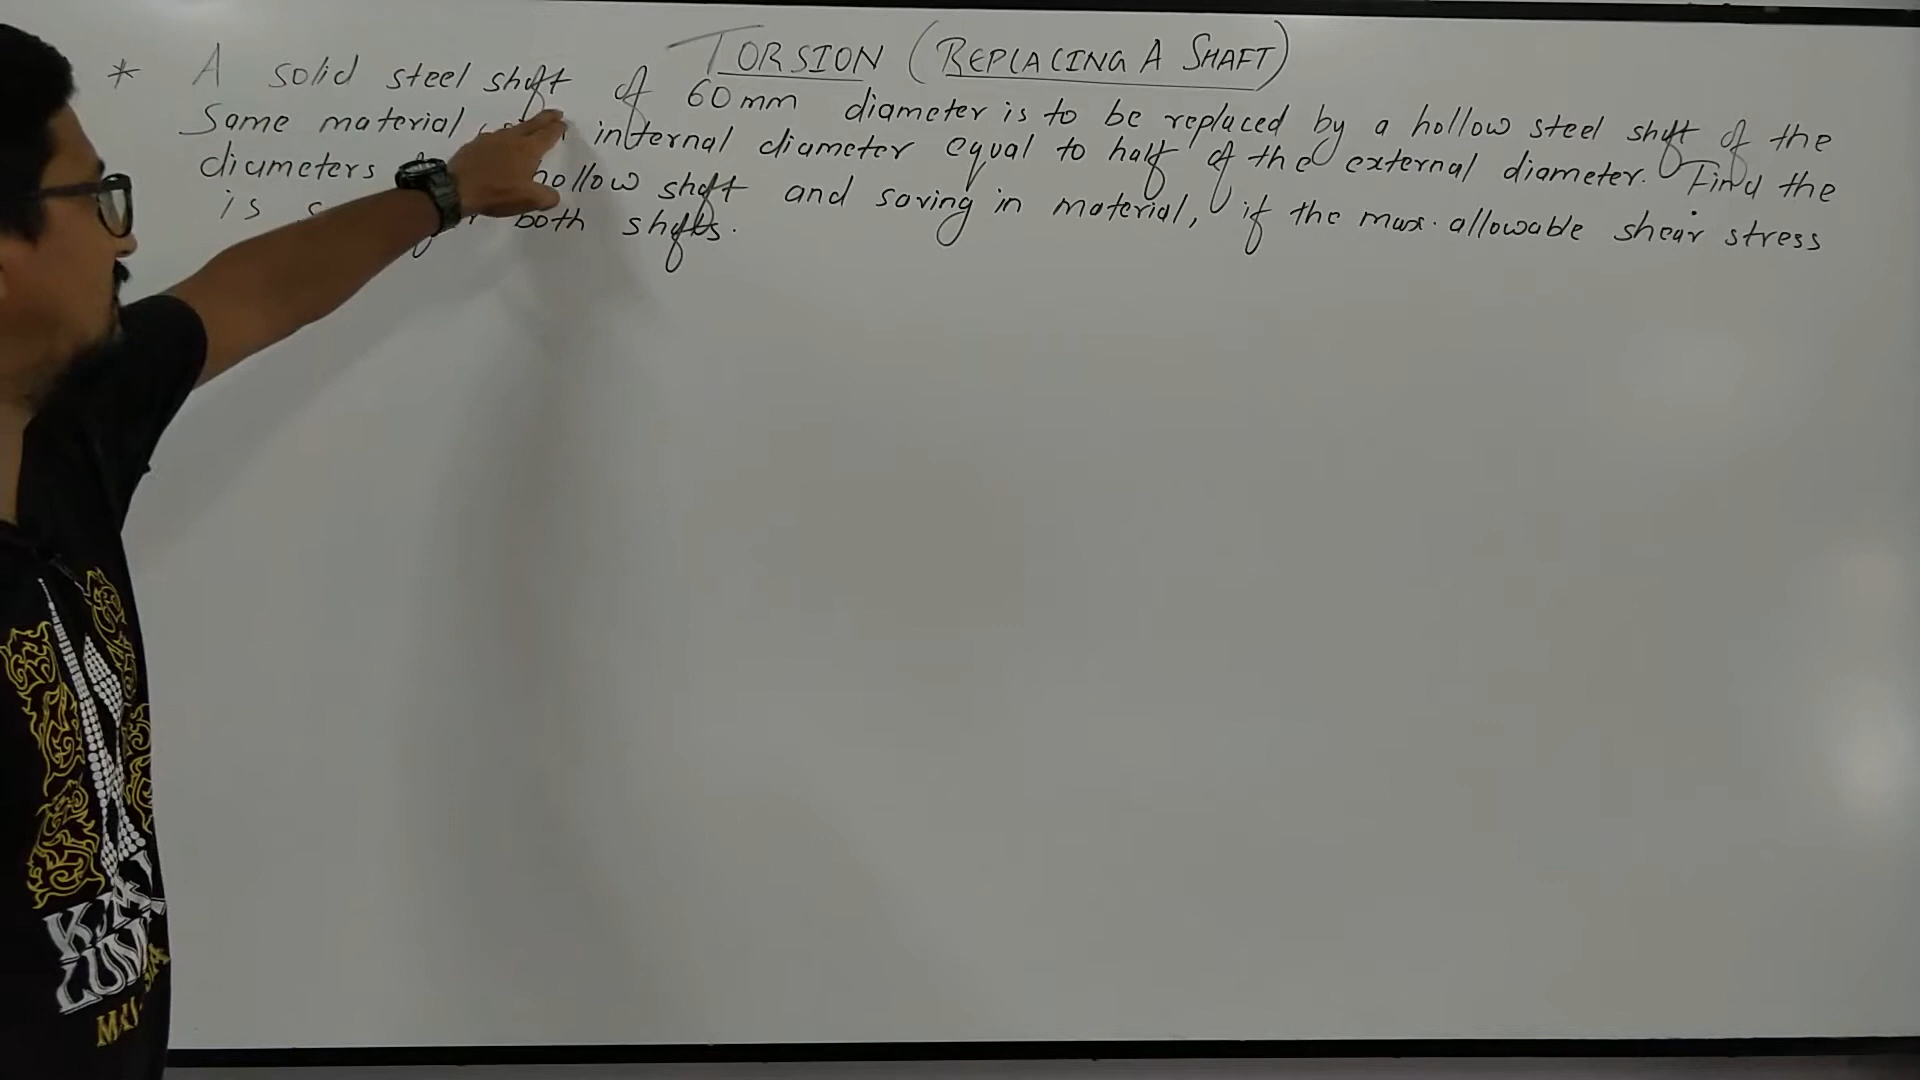 TORSION (REPLACING A SHAFT)
* A solid steel shaft of 60mm diameter is to be replaced by a hollow steel shaft of the
Same material internal diameter equal to half of the external diameter. Find the
diameters hollow shaft and saving in material, if the max. allowable shear stress
is both shafts.